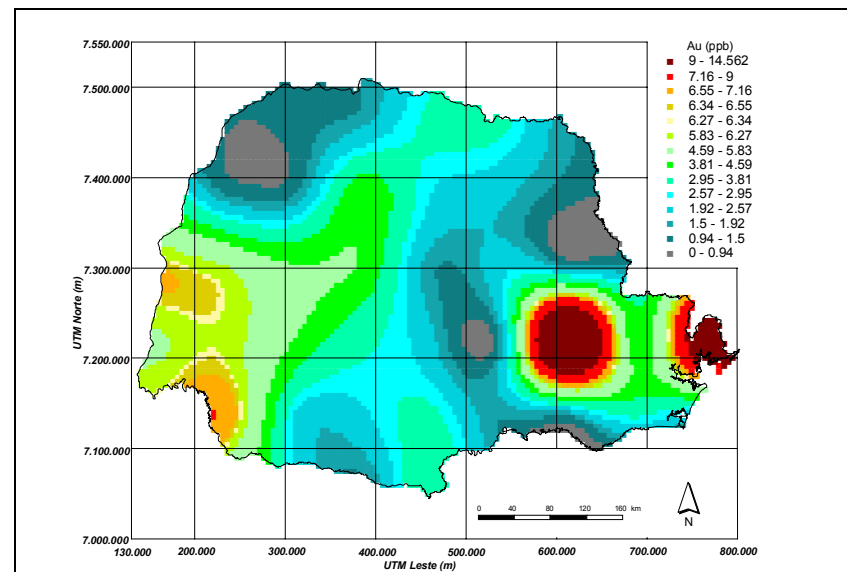 Au (ppb)
9 - 14.562
7.16 - 9
6.55 - 7.16
6.34 - 6.55
6.27 - 6.34
5.83 - 6.27
4.59 - 5.83
3.81 - 4.59
2.95 - 3.81
2.57 - 2.95
1.92 - 2.57
1.5 - 1.92
0.94 - 1.5
0 - 0.94
7.550.000
7.500.000
7.400.000
7.300.000
7.200.000
7.100.000
7.000.000
UTM Norte (m)
0 40 80 120 160 km
N
130.000 200.000 300.000 400.000 500.000 600.000 700.000 800.000
UTM Leste (m)